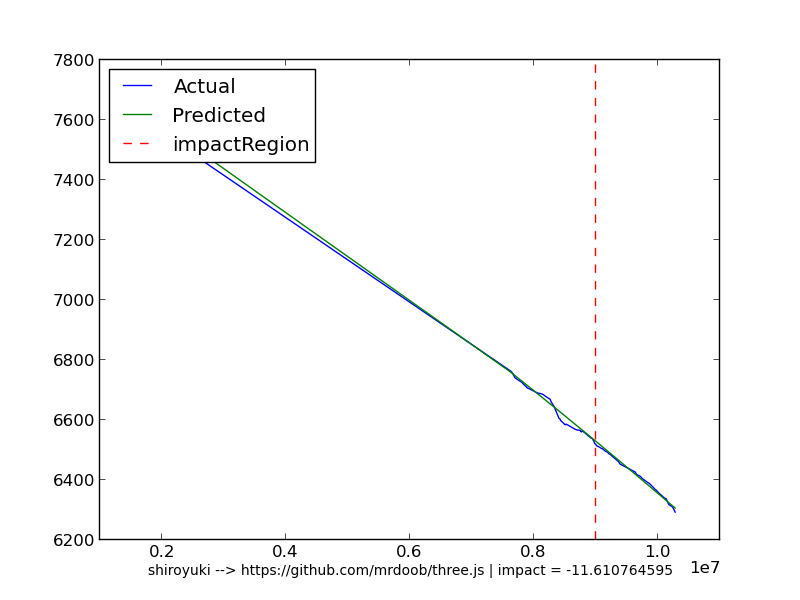 7800
7600
7400
7200
7000
6800
6600
6400
6200
Actual
Predicted
impactRegion
0.2 0.4 0.6 0.8 1.0
1e7
shiroyuki --> https://github.com/mrdoob/three.js | impact = -11.610764595